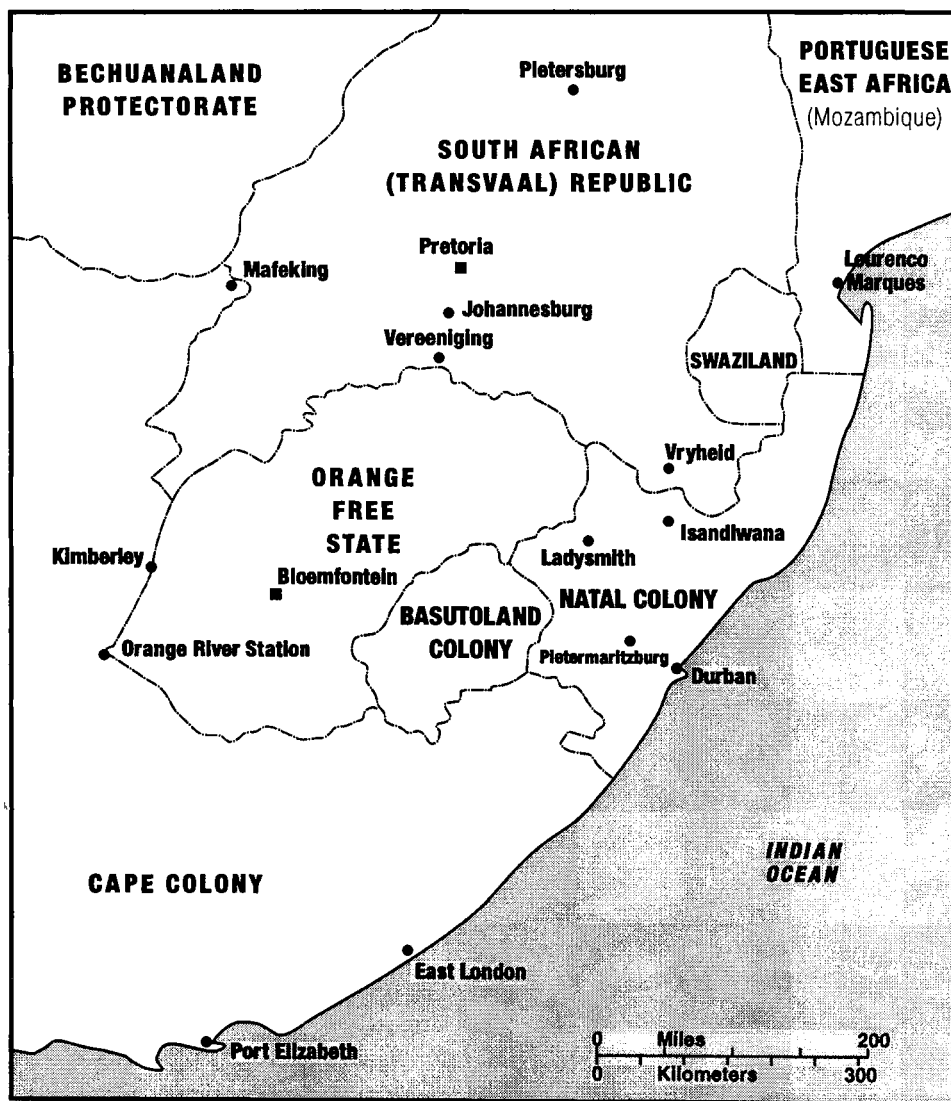 BECHUANALAND
PROTECTORATE
Pietersburg
PORTUGUESE
EAST AFRICA
(Mozambique)
SOUTH AFRICAN
(TRANSVAAL) REPUBLIC
Pretoria
Mafeking
Lourenco
Marques
Johannesburg
Vereeniging
SWAZILAND
Vryheid
ORANGE
FREE
STATE
Isandlwana
Kimberley
Ladysmith
Bloemfontein
NATAL COLONY
BASUTOLAND
COLONY
Orange River Station
Pietermaritzburg
Durban
INDIAN
OCEAN
CAPE COLONY
East London
Port Elizabeth
0 Miles 200
0 Kilometers 300